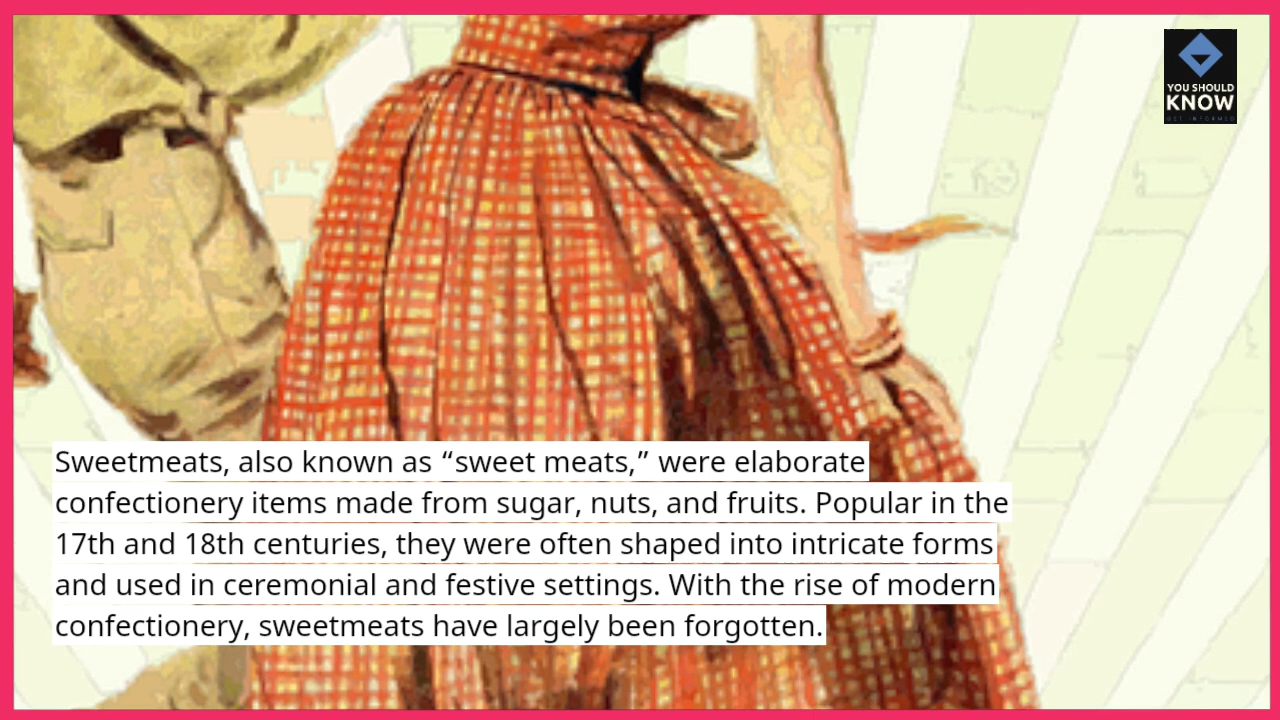 YOU SHOULD
KNOW
GET INFORMED
Sweetmeats, also known as “sweet meats,” were elaborate
confectionery items made from sugar, nuts, and fruits. Popular in the
17th and 18th centuries, they were often shaped into intricate forms
and used in ceremonial and festive settings. With the rise of modern
confectionery, sweetmeats have largely been forgotten.